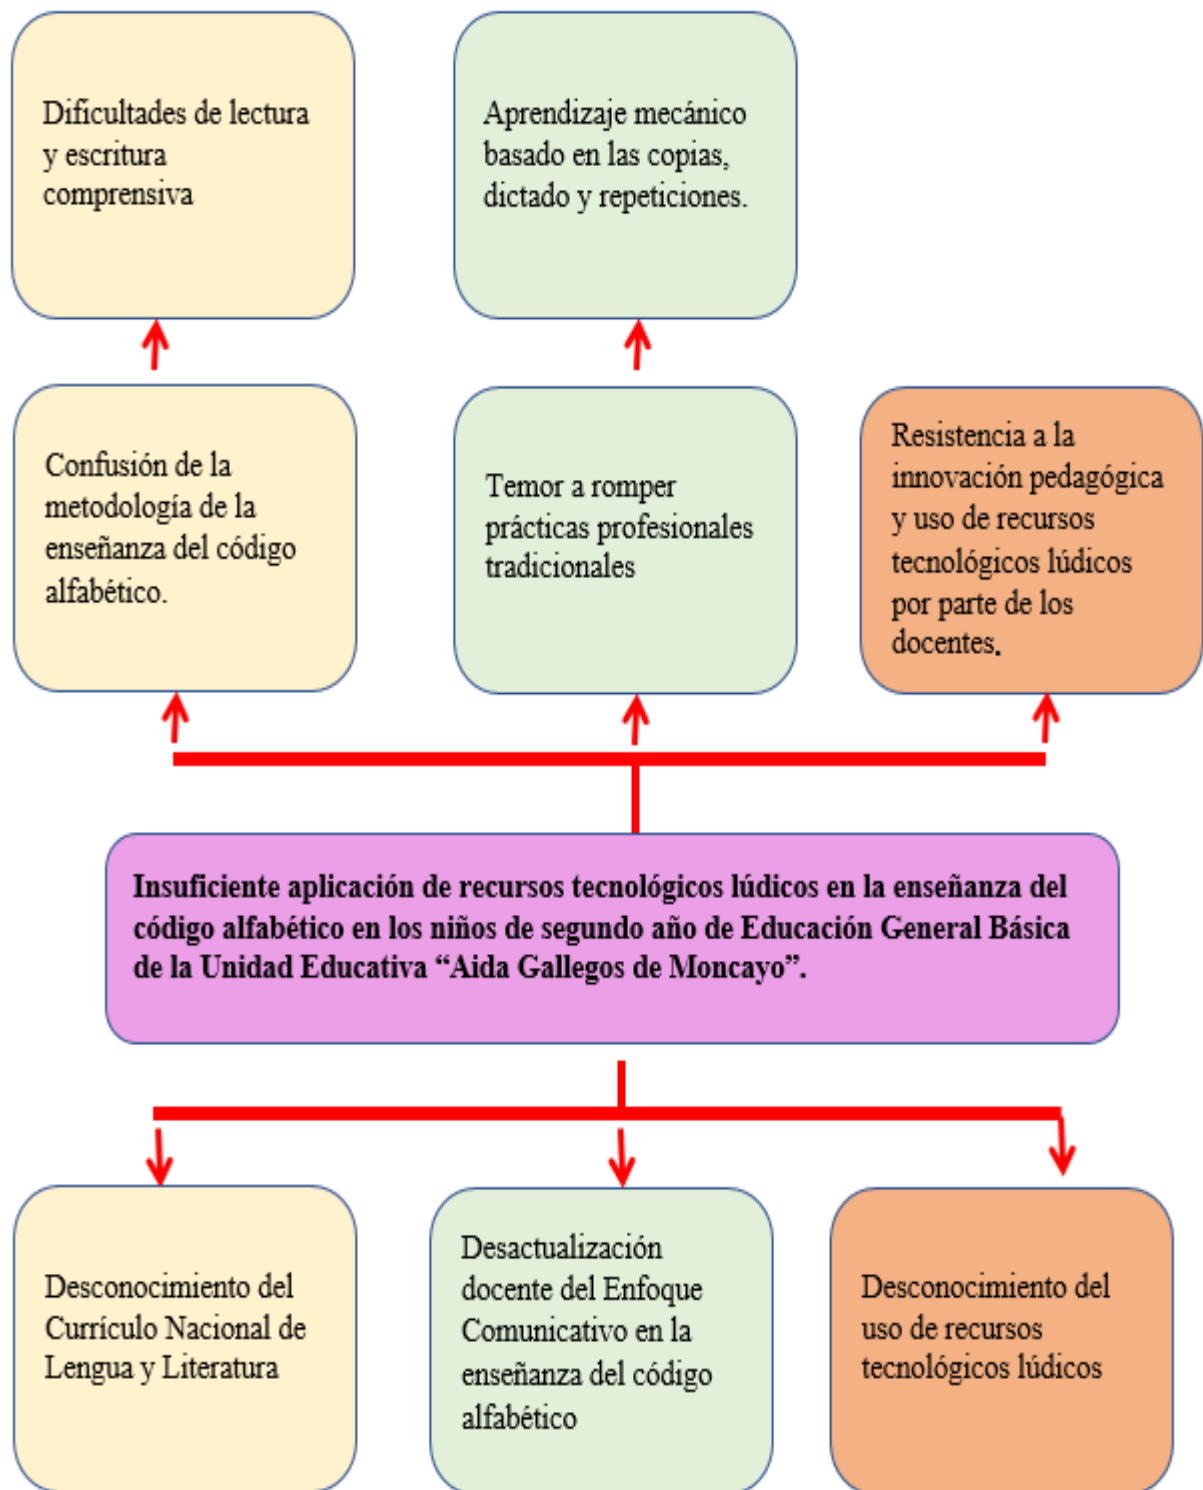 Dificultades de lectura
y escritura
comprensiva
Aprendizaje mecánico
basado en las copias,
dictado y repeticiones.
Confusión de la
metodología de la
enseñanza del código
alfabético.
Temor a romper
prácticas profesionales
tradicionales
Resistencia a la
innovación pedagógica
y uso de recursos
tecnológicos lúdicos
por parte de los
docentes.
Insuficiente aplicación de recursos tecnológicos lúdicos en la enseñanza del
código alfabético en los niños de segundo año de Educación General Básica
de la Unidad Educativa “Aida Gallegos de Moncayo”.
Desconocimiento del
Currículo Nacional de
Lengua y Literatura
Desactualización
docente del Enfoque
Comunicativo en la
enseñanza del código
alfabético
Desconocimiento del
uso de recursos
tecnológicos lúdicos